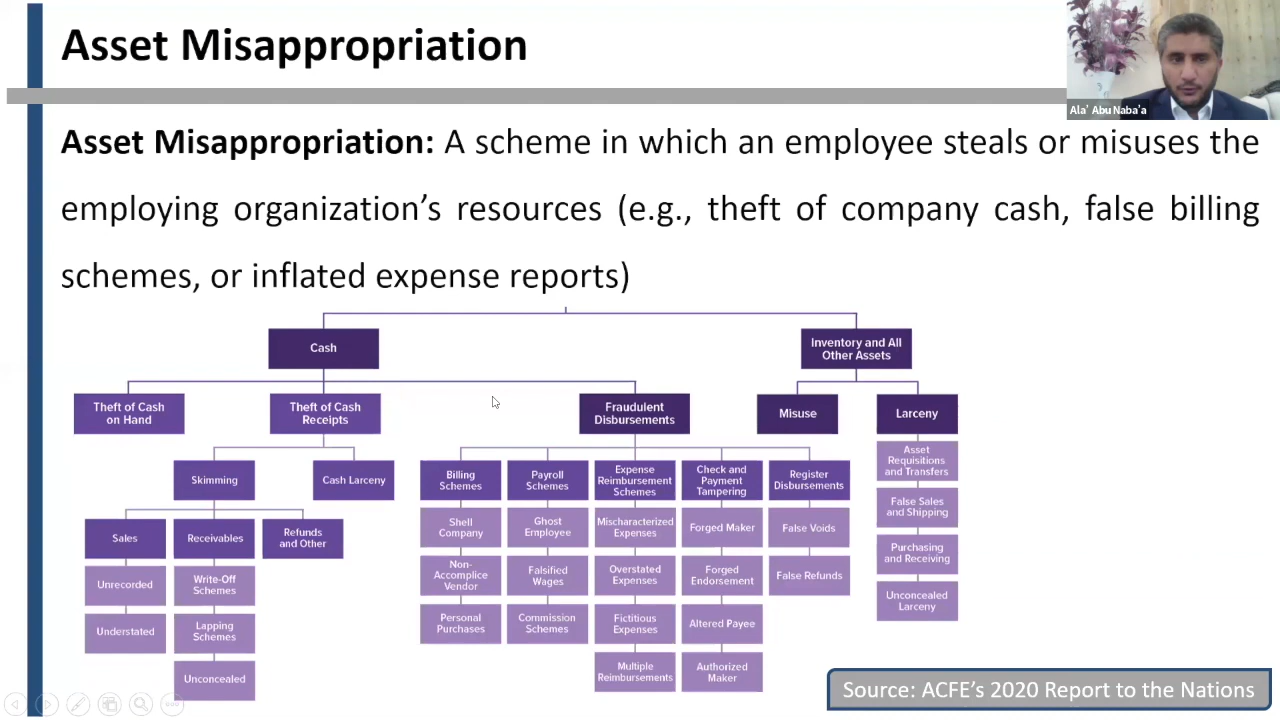 Asset Misappropriation
Ala' Abu Naba'a
Asset Misappropriation: A scheme in which an employee steals or misuses the
employing organization's resources (e.g., theft of company cash, false billing
schemes, or inflated expense reports)
Cash
Inventory and All
Other Assets
Theft of Cash
on Hand
Theft of Cash
Receipts
Fraudulent
Disbursements
Misuse
Larceny
Skimming
Cash Larceny
Sales
Unrecorded
Understated
Receivables
Write-Off
Schemes
Lapping
Schemes
Unconcealed
Refunds
and Other
Billing
Schemes
Shell
Company
Non-
Accomplice
Vendor
Personal
Purchases
Payroll
Schemes
Ghost
Employee
Falsified
Wages
Commission
Schemes
Expense
Reimbursement
Schemes
Mischaracterized
Expenses
Overstated
Expenses
Fictitious
Expenses
Multiple
Reimbursements
Check and
Payment
Tampering
Forged Maker
Forged
Endorsement
Altered Payee
Authorized
Maker
Register
Disbursements
False Voids
False Refunds
Asset
Requisitions
and Transfers
False Sales
and Shipping
Purchasing
and Receiving
Unconcealed
Larceny
Source: ACFE's 2020 Report to the Nations